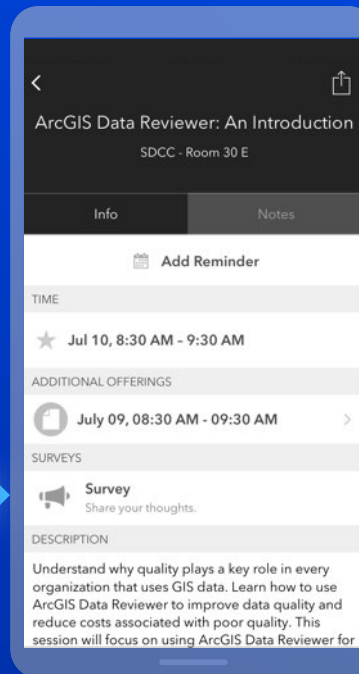 ArcGIS Data Reviewer: An Introduction
SDCC - Room 30 E
Info
Notes
Add Reminder
TIME
Jul 10, 8:30 AM – 9:30 AM
ADDITIONAL OFFERINGS
July 09, 08:30 AM - 09:30 AM
SURVEYS
Survey
Share your thoughts.
DESCRIPTION
Understand why quality plays a key role in every
organization that uses GIS data. Learn how to use
ArcGIS Data Reviewer to improve data quality and
reduce costs associated with poor quality. This
session will focus on using ArcGIS Data Reviewer for